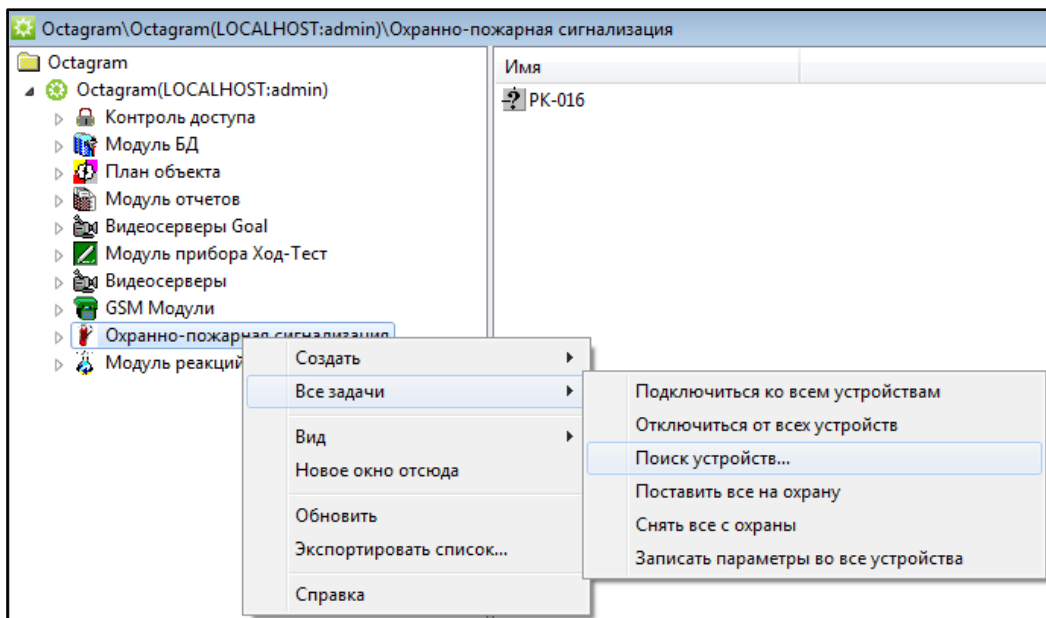 Octagram\Octagram(LOCALHOST:admin)\Охранно-пожарная сигнализация
Octagram
Octagram(LOCALHOST:admin)
Контроль доступа
Модуль БД
План объекта
Модуль отчетов
Видеосерверы Goal
Модуль прибора Ход-Тест
Видеосерверы
GSM Модули
Охранно-пожарная сигнализация
Модуль реакций
Имя
РК-016
Создать
Все задачи
Вид
Новое окно отсюда
Обновить
Экспортировать список...
Справка
Подключиться ко всем устройствам
Отключиться от всех устройств
Поиск устройств...
Поставить все на охрану
Снять все с охраны
Записать параметры во все устройства